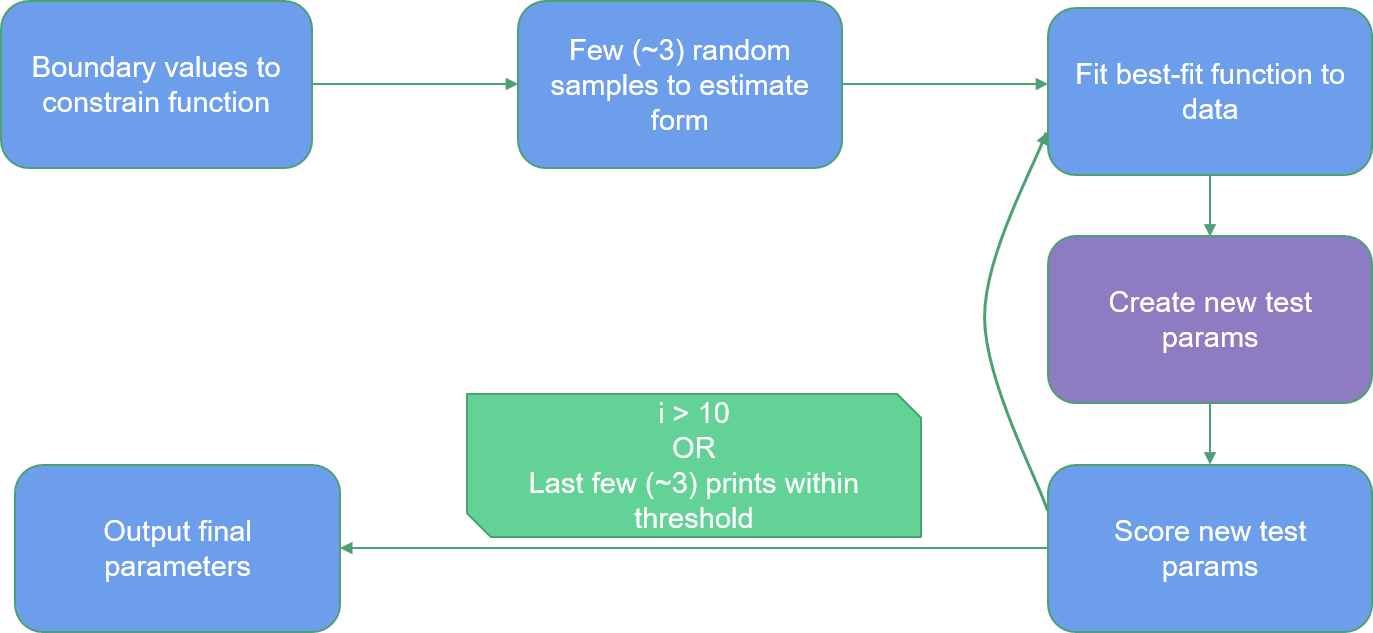 Boundary values to
constrain function
Few (~3) random
samples to estimate
form
Fit best-fit function to
data
Create new test
params
i > 10
OR
Last few (~3) prints within
threshold
Output final
parameters
Score new test
params